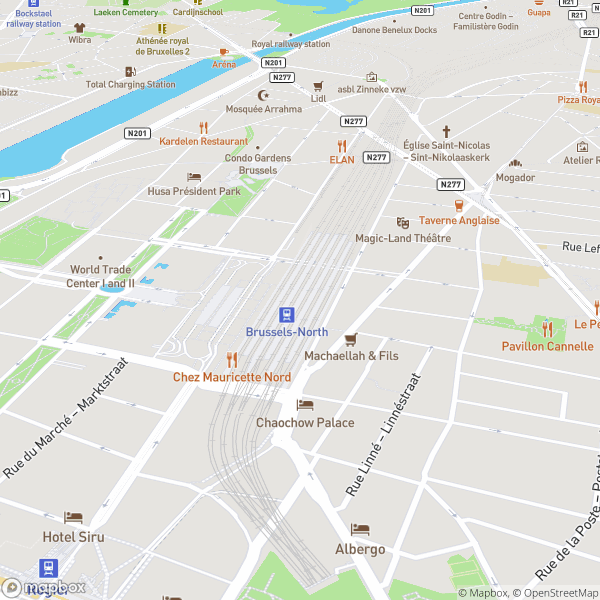 Bockstael
railway station
Laeken Cemetery
Cardijnschool
N201
Centre Godin –
Familistère Godin
Guapa
R21
Wibra
Athénée royal
de Bruxelles 2
Royal railway station
Danone Benelux Docks
R21
Aréna
N201
N277
Total Charging Station
Lidl
asbl Zinneke vzw
Pizza Roya
Mosquée Arrahma
N201
N277
Kardelen Restaurant
Église Saint-Nicolas
– Sint-Nikolaaskerk
Condo Gardens
Brussels
ELAN
N277
Atelier R
Mogador
Husa Président Park
N277
01
Taverne Anglaise
Magic-Land Théâtre
Rue Lef
World Trade
Center I and II
Brussels-North
Le Pe
Machaellah & Fils
Pavillon Cannelle
Chez Mauricette Nord
Rue du Marché – Marktstraat
Chaochow Palace
Rue Linné – Linnéstraat
Rue de la Poste – Postst
Hotel Siru
Albergo
mapbox
© Mapbox, © OpenStreetMap